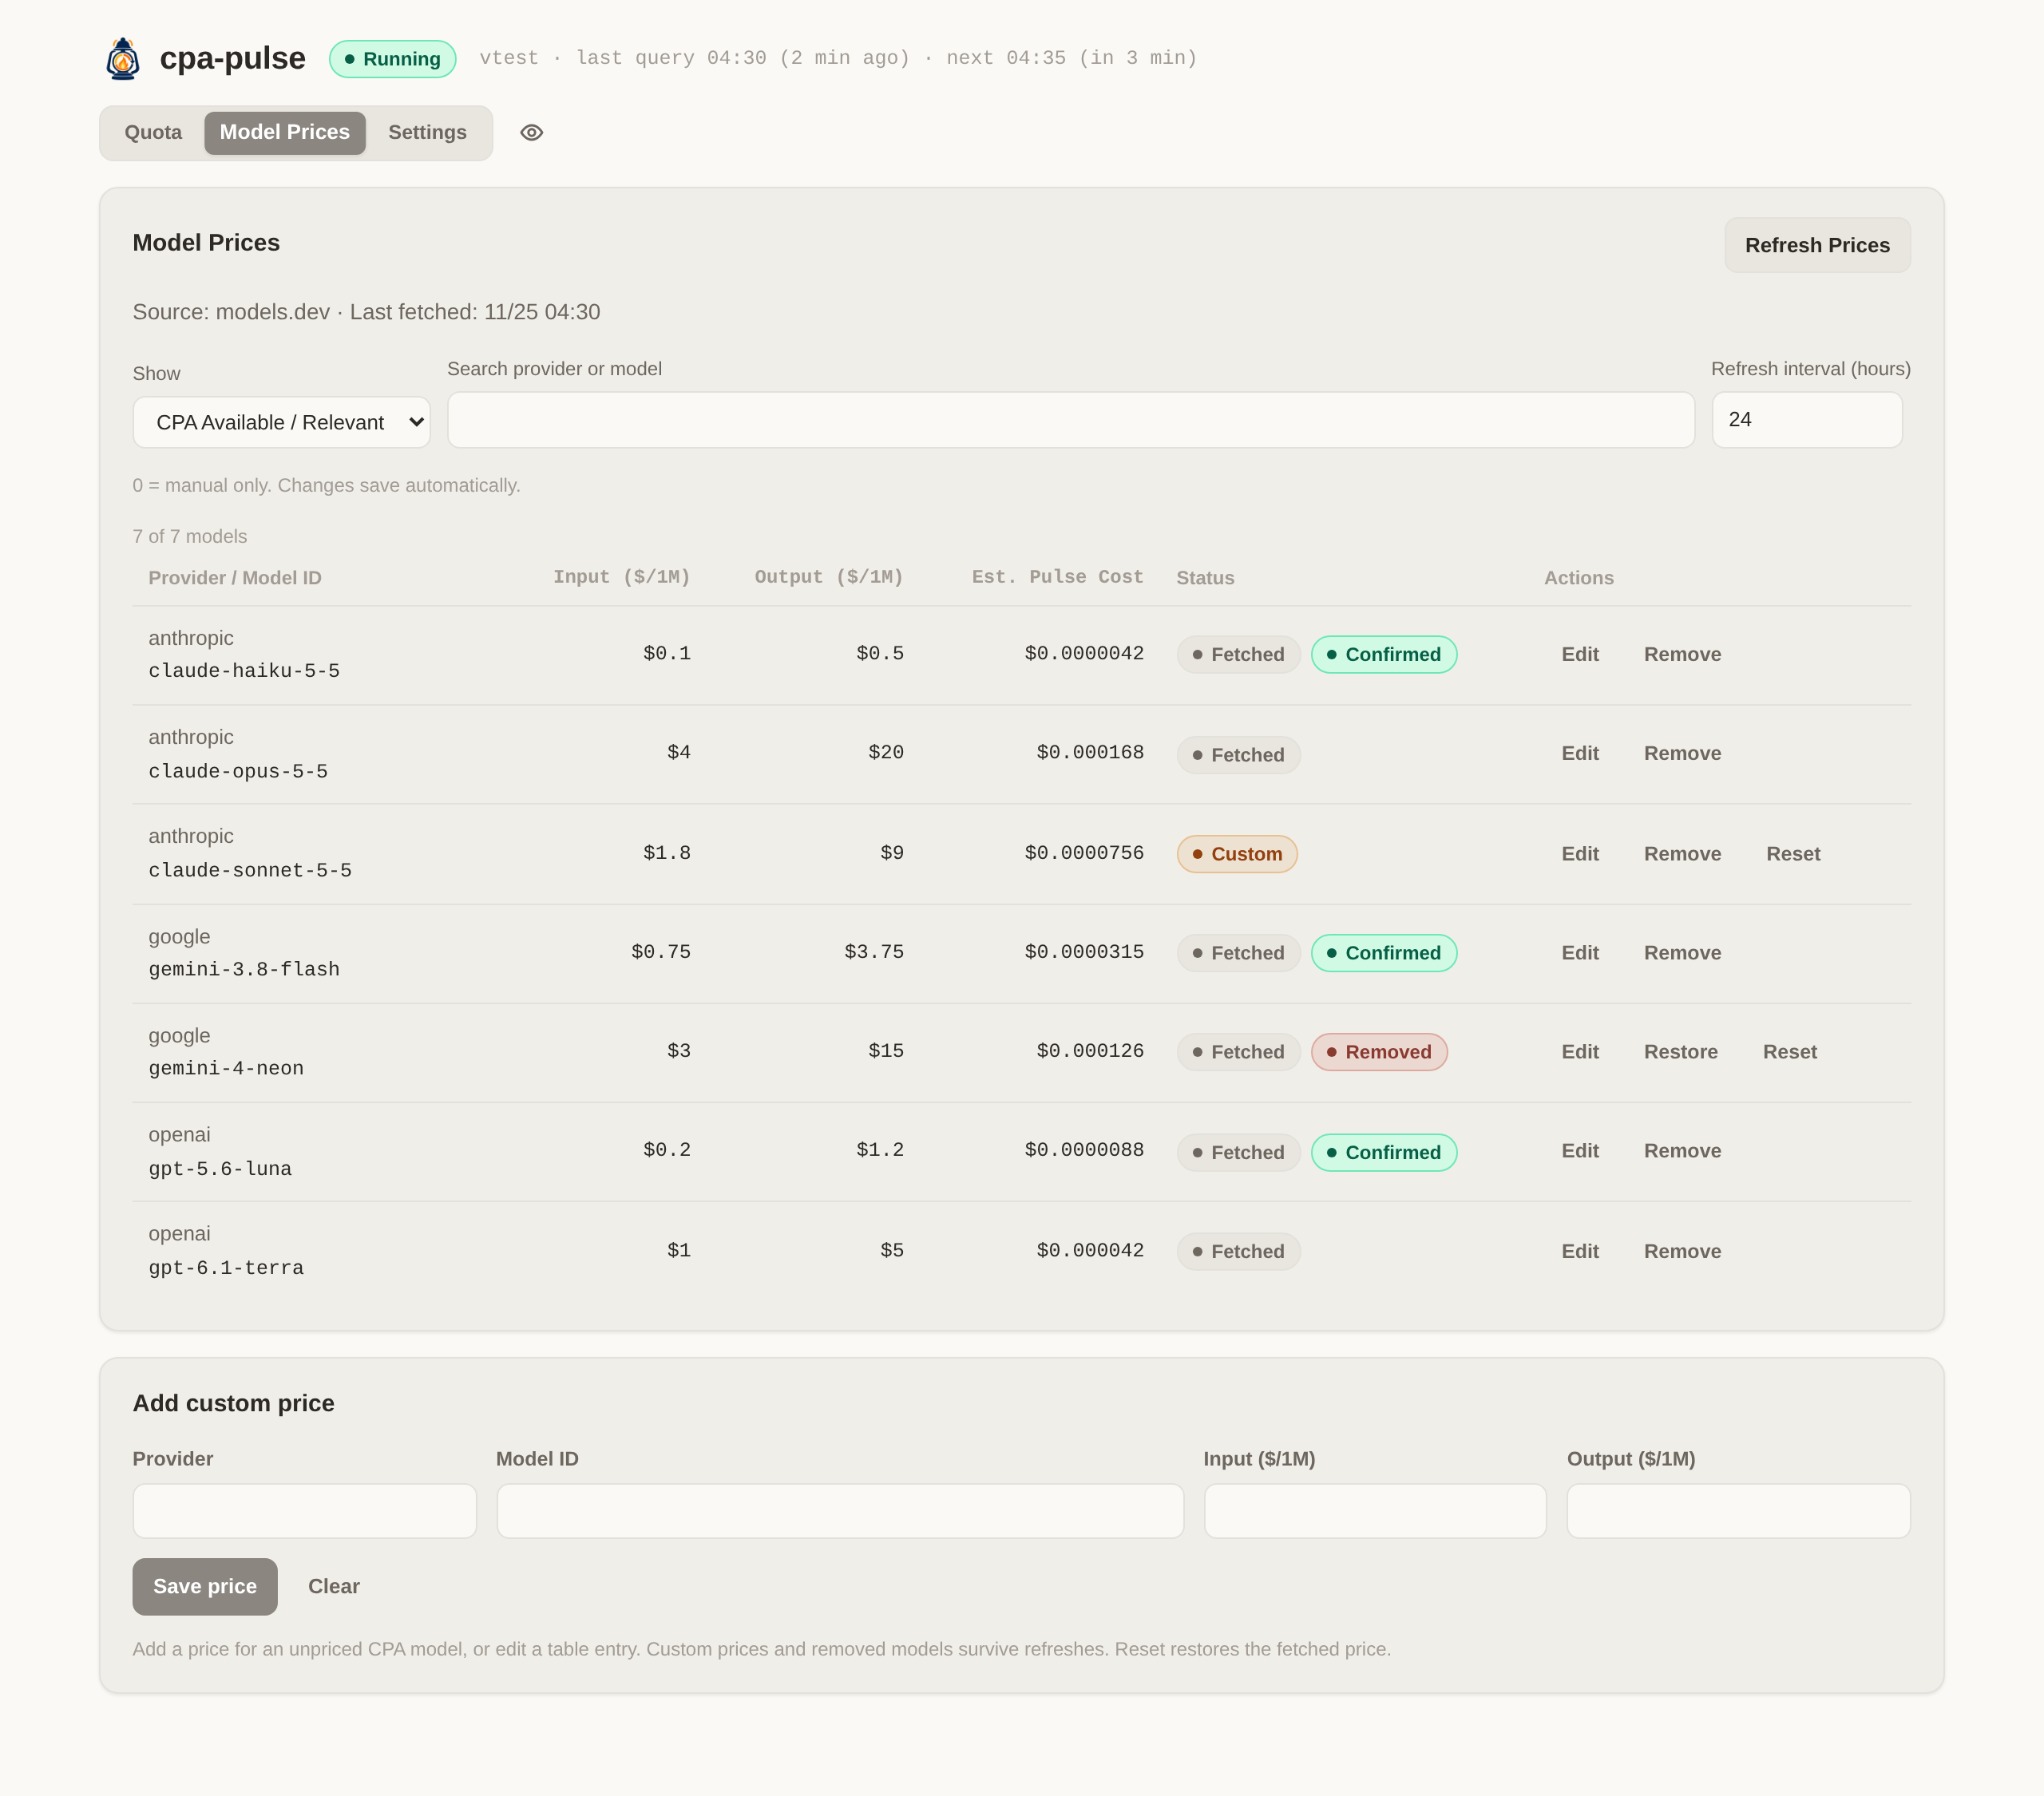 cpa-pulse Running vtest · last query 04:30 (2 min ago) · next 04:35 (in 3 min)
Quota Model Prices Settings
Model Prices Refresh Prices
Source: models.dev · Last fetched: 11/25 04:30
Show Search provider or model Refresh interval (hours)
CPA Available / Relevant 24
0 = manual only. Changes save automatically.
7 of 7 models
Provider / Model ID Input ($/1M) Output ($/1M) Est. Pulse Cost Status Actions
anthropic
claude-haiku-5-5 $0.1 $0.5 $0.0000042 Fetched Confirmed Edit Remove
anthropic
claude-opus-5-5 $4 $20 $0.000168 Fetched Edit Remove
anthropic
claude-sonnet-5-5 $1.8 $9 $0.0000756 Custom Edit Remove Reset
google
gemini-3.8-flash $0.75 $3.75 $0.0000315 Fetched Confirmed Edit Remove
google
gemini-4-neon $3 $15 $0.000126 Fetched Removed Edit Restore Reset
openai
gpt-5.6-luna $0.2 $1.2 $0.0000088 Fetched Confirmed Edit Remove
openai
gpt-6.1-terra $1 $5 $0.000042 Fetched Edit Remove
Add custom price
Provider Model ID Input ($/1M) Output ($/1M)
Save price Clear
Add a price for an unpriced CPA model, or edit a table entry. Custom prices and removed models survive refreshes. Reset restores the fetched price.